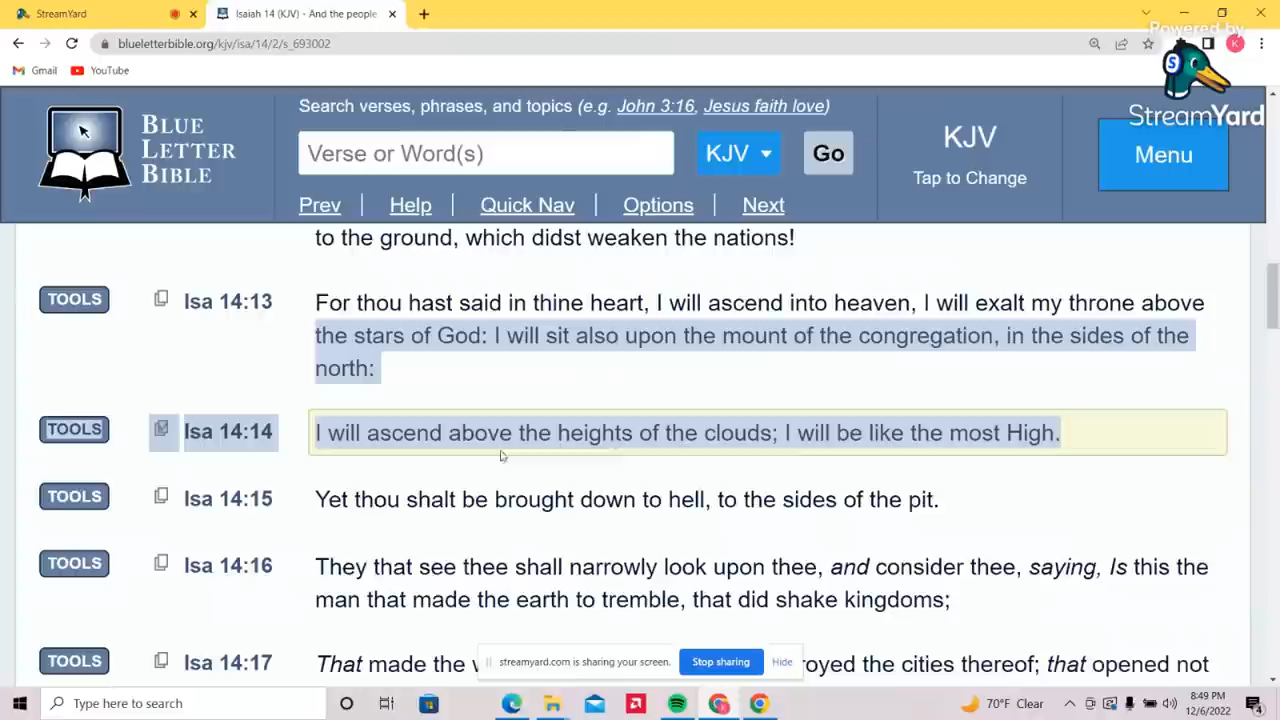 StreamYard
Isaiah 14 (KJV) - And the people
blueletterbible.org/kjv/isa/14/2/s_693002
K
Powered by
Gmail
YouTube
S
StreamYard
BLUE
LETTER
BIBLE
Search verses, phrases, and topics (e.g. John 3:16, Jesus faith love)
Verse or Word(s)
KJV
Go
KJV
Tap to Change
Menu
Prev | Help | Quick Nav | Options | Next
to the ground, which didst weaken the nations!
TOOLS Isa 14:13 For thou hast said in thine heart, I will ascend into heaven, I will exalt my throne above
the stars of God: I will sit also upon the mount of the congregation, in the sides of the
north:
TOOLS Isa 14:14 I will ascend above the heights of the clouds; I will be like the most High.
TOOLS Isa 14:15 Yet thou shalt be brought down to hell, to the sides of the pit.
TOOLS Isa 14:16 They that see thee shall narrowly look upon thee, and consider thee, saying, Is this the
man that made the earth to tremble, that did shake kingdoms;
TOOLS Isa 14:17 That made the royed the cities thereof; that opened not
streamyard.com is sharing your screen. Stop sharing Hide
Type here to search
70°F Clear
8:49 PM
12/6/2022
4